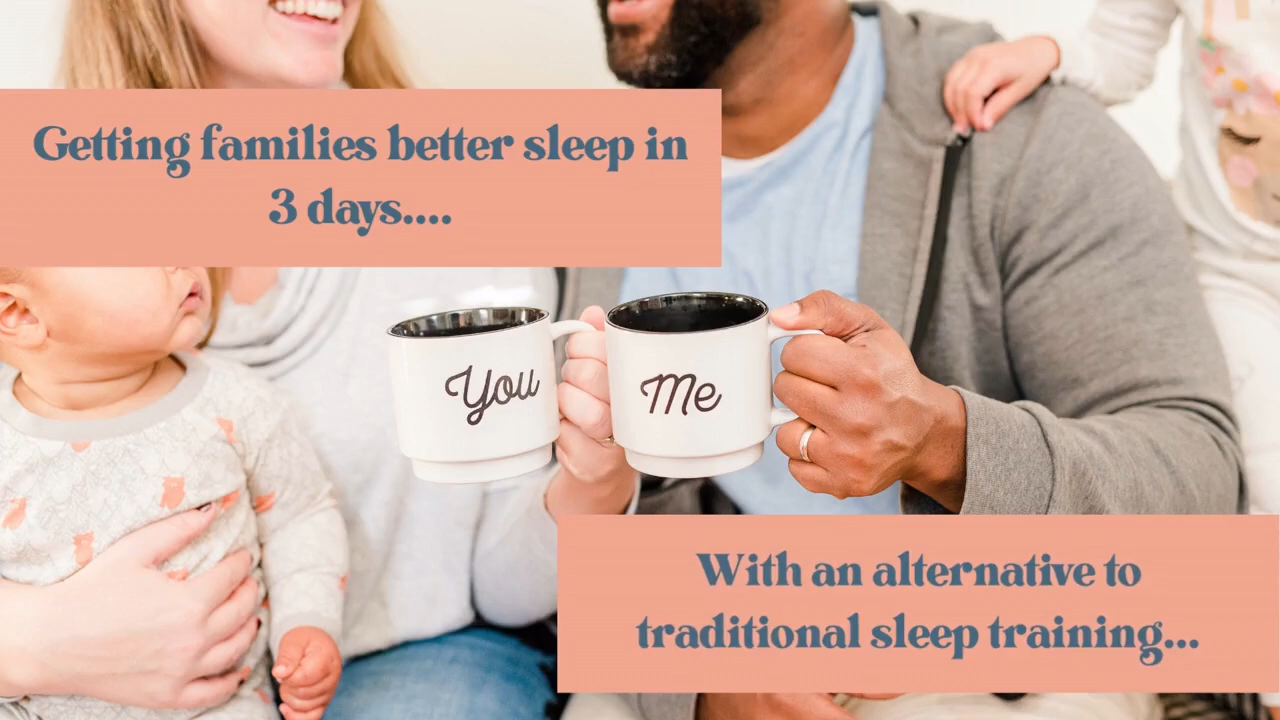 Getting families better sleep in
3 days....
You
Me
With an alternative to
traditional sleep training...